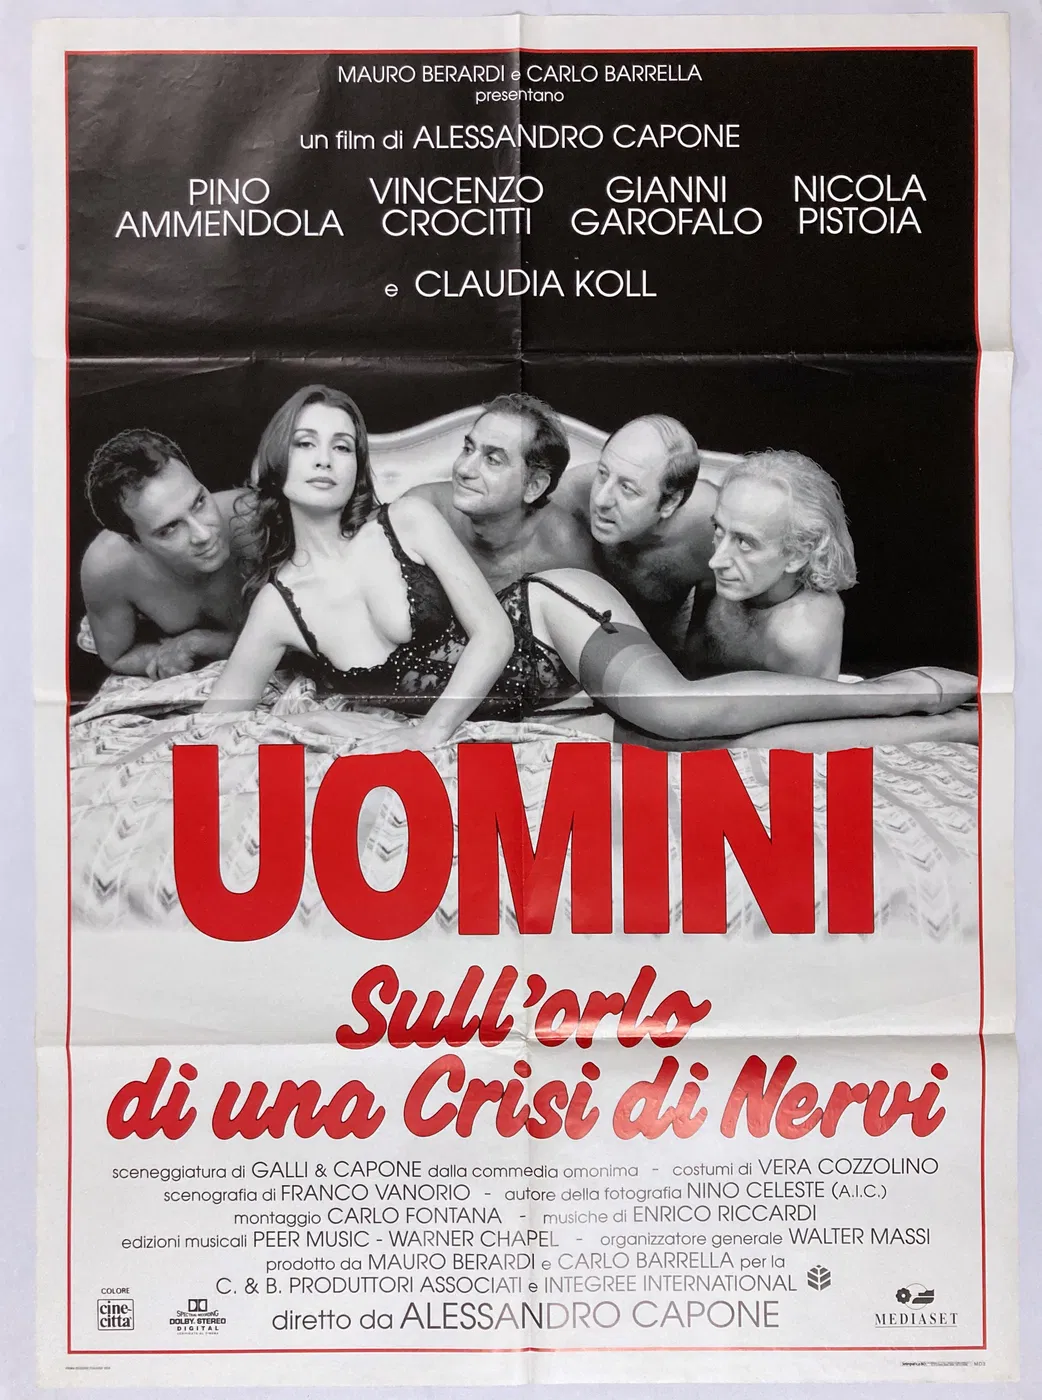 MAURO BERARDI e CARLO BARRELLA
presentano
un film di ALESSANDRO CAPONE
PINO AMMENDOLA
VINCENZO CROCITTI
GIANNI GAROFALO
NICOLA PISTOIA
e CLAUDIA KOLL
UOMINI
Sull'orlo
di una Crisi di Nervi
sceneggiatura di GALLI & CAPONE dalla commedia omonima - costumi di VERA COZZOLINO
scenografia di FRANCO VANORIO - autore della fotografia NINO CELESTE (A.I.C.)
montaggio CARLO FONTANA - musiche di ENRICO RICCARDI
edizioni musicali PEER MUSIC - WARNER CHAPEL - organizzatore generale WALTER MASSI
prodotto da MAURO BERARDI e CARLO BARRELLA per la
C. & B. PRODUTTORI ASSOCIATI e INTEGREE INTERNATIONAL
diretto da ALESSANDRO CAPONE
COLORE
cine-
città
SPECTRAL RECORDING
DOLBY STEREO
DIGITAL
MEDIASET